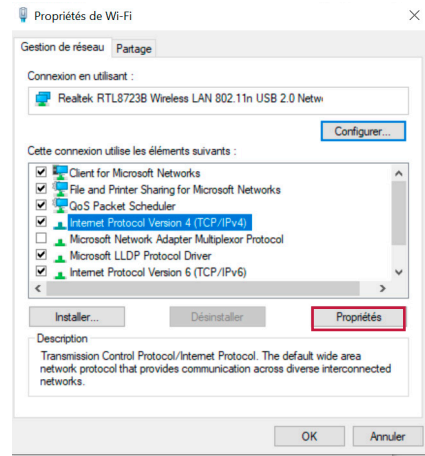 Propriétés de Wi-Fi
Gestion de réseau Partage
Connexion en utilisant :
Realtek RTL8723B Wireless LAN 802.11n USB 2.0 Netw
Configurer...
Cette connexion utilise les éléments suivants :
Client for Microsoft Networks
File and Printer Sharing for Microsoft Networks
QoS Packet Scheduler
Internet Protocol Version 4 (TCP/IPv4)
Microsoft Network Adapter Multiplexor Protocol
Microsoft LLDP Protocol Driver
Internet Protocol Version 6 (TCP/IPv6)
Installer... Désinstaller Propriétés
Description
Transmission Control Protocol/Internet Protocol. The default wide area
network protocol that provides communication across diverse interconnected
networks.
OK Annuler